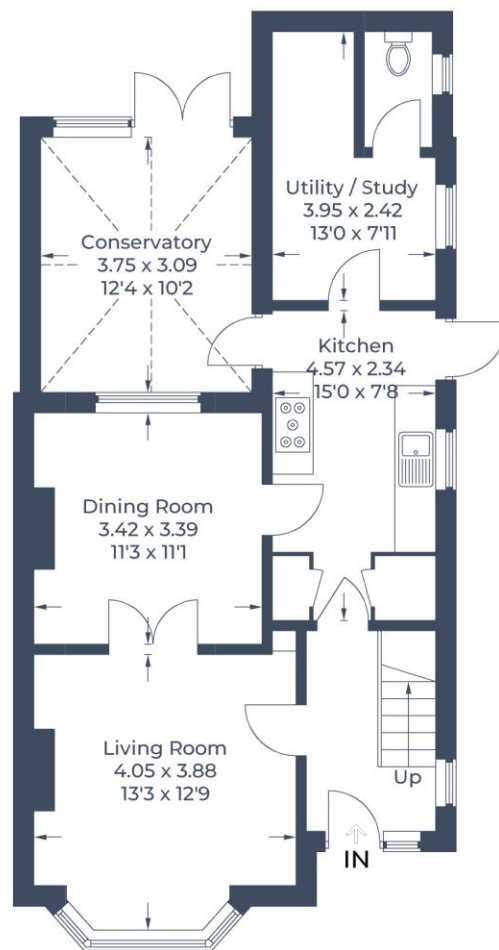 Utility / Study
3.95 x 2.42
13'0 x 7'11
Conservatory
3.75 x 3.09
12'4 x 10'2
Kitchen
4.57 x 2.34
15'0 x 7'8
Dining Room
3.42 x 3.39
11'3 x 11'1
Living Room
4.05 x 3.88
13'3 x 12'9
Up
IN